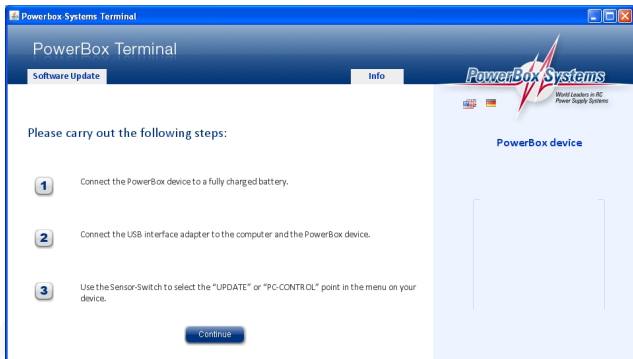 Powerbox-Systems Terminal
PowerBox Terminal
Software Update
Info
PowerBox Systems
World Leaders in RC
Power Supply Systems
Please carry out the following steps:
PowerBox device
1
Connect the PowerBox device to a fully charged battery.
2
Connect the USB interface adapter to the computer and the PowerBox device.
3
Use the Sensor-Switch to select the “UPDATE” or “PC-CONTROL” point in the menu on your
device.
Continue